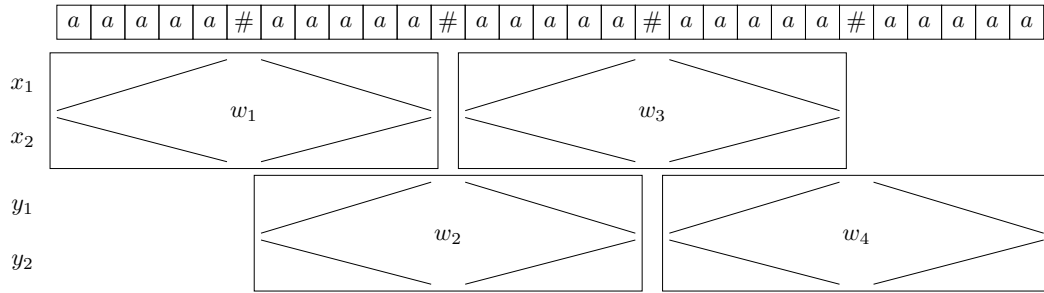 a a a a a # a a a a a # a a a a a # a a a a a # a a a a a
x₁ w₁ w₃
x₂
y₁ w₂ w₄
y₂